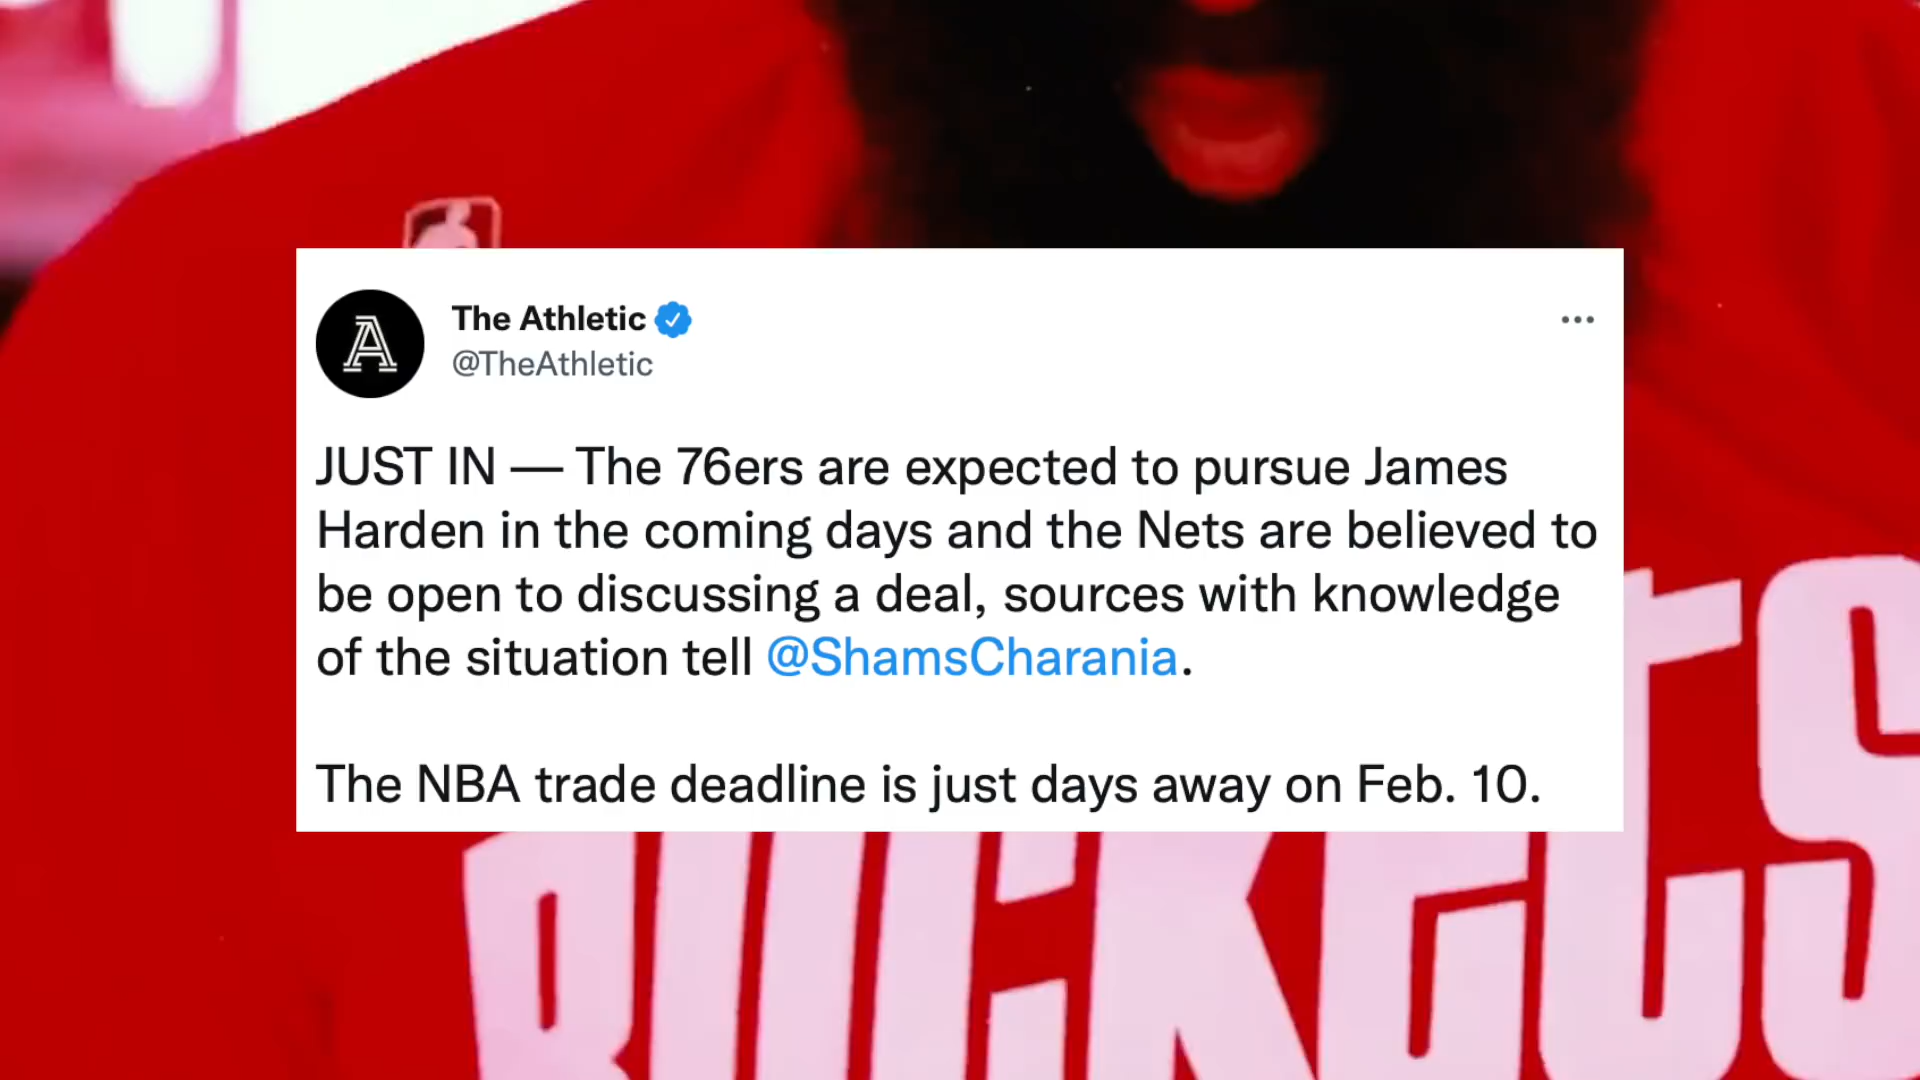 The Athletic
@TheAthletic
JUST IN — The 76ers are expected to pursue James
Harden in the coming days and the Nets are believed to
be open to discussing a deal, sources with knowledge
of the situation tell @ShamsCharania.
The NBA trade deadline is just days away on Feb. 10.
ROCKETS